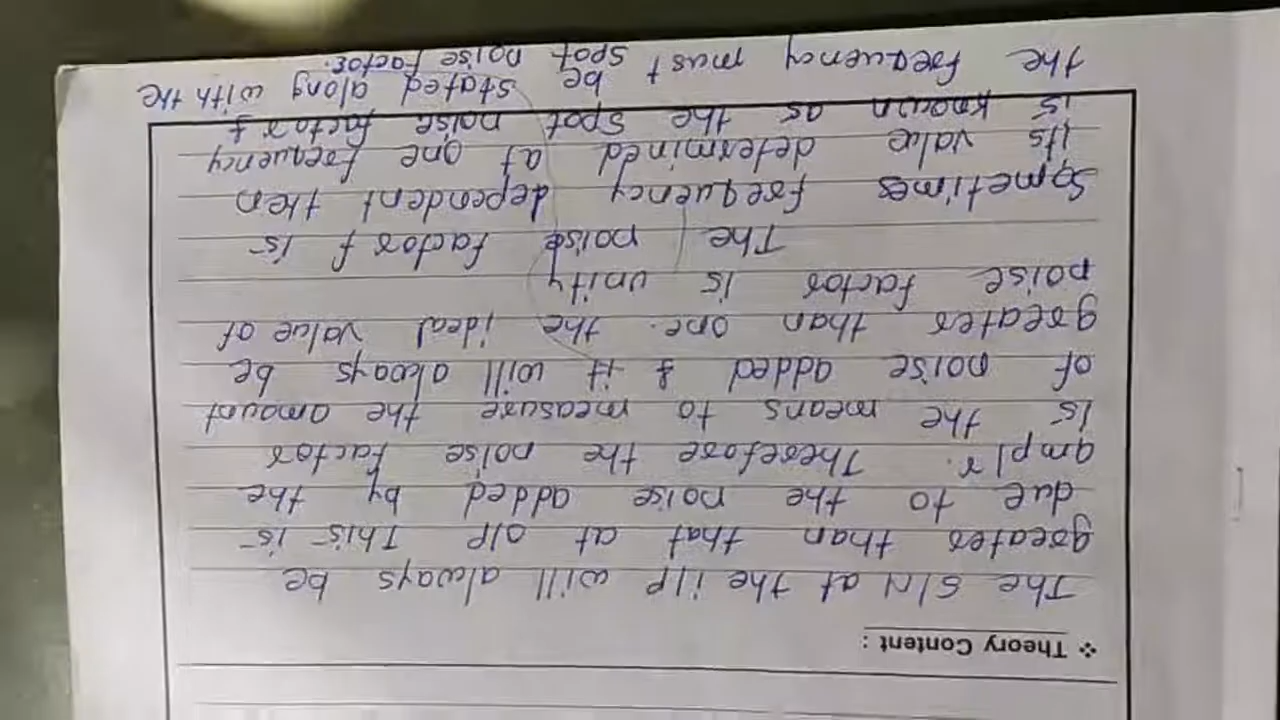 ❖ Theory Content :
The S/N at the i/p will always be
greater than that at o/p This is
due to the noise added by the
amplr. Therefore the noise factor
is the means to measure the amount
of noise added & it will always be
greater than one. the ideal value of
noise factor is unity
The noise factor f is
sometimes frequency dependent then
its value determined at one frequency
is known as the spot noise factor &
the frequency must be stated along with the
spot noise factor.